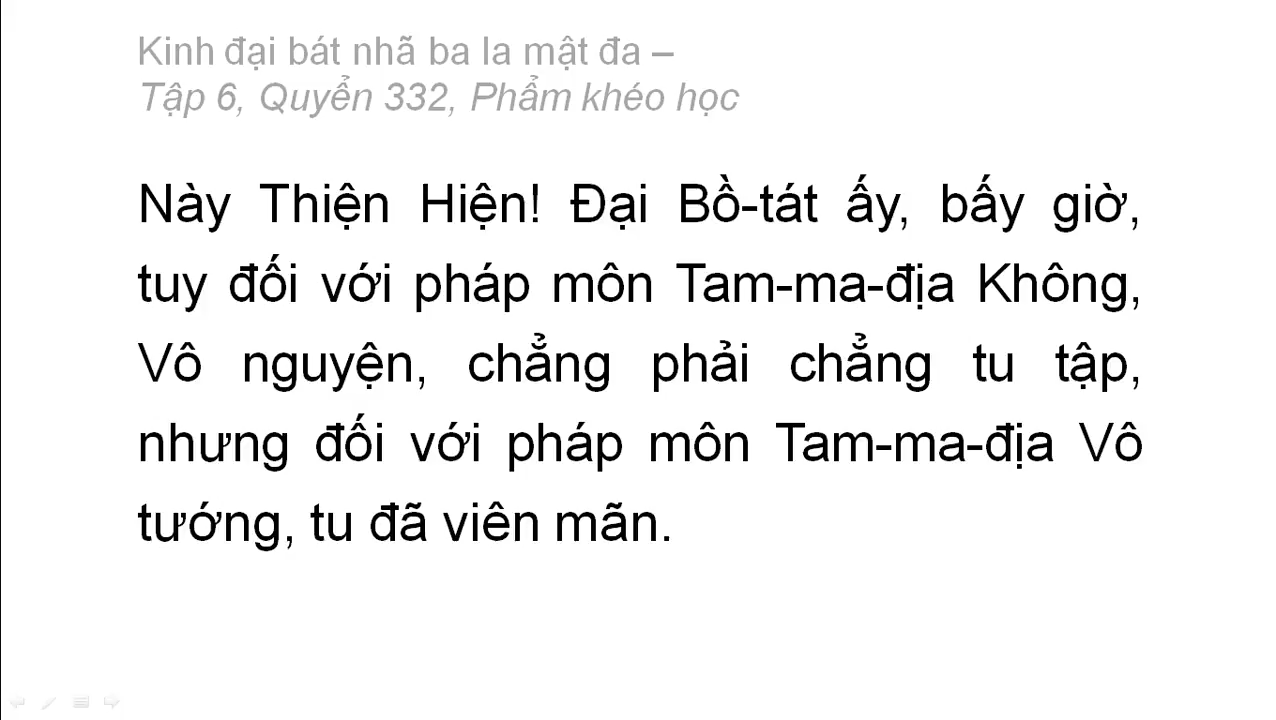 Kinh đại bát nhã ba la mật đa –
Tập 6, Quyển 332, Phẩm khéo học
Này Thiện Hiện! Đại Bồ-tát ấy, bấy giờ,
tuy đối với pháp môn Tam-ma-địa Không,
Vô nguyện, chẳng phải chẳng tu tập,
nhưng đối với pháp môn Tam-ma-địa Vô
tướng, tu đã viên mãn.